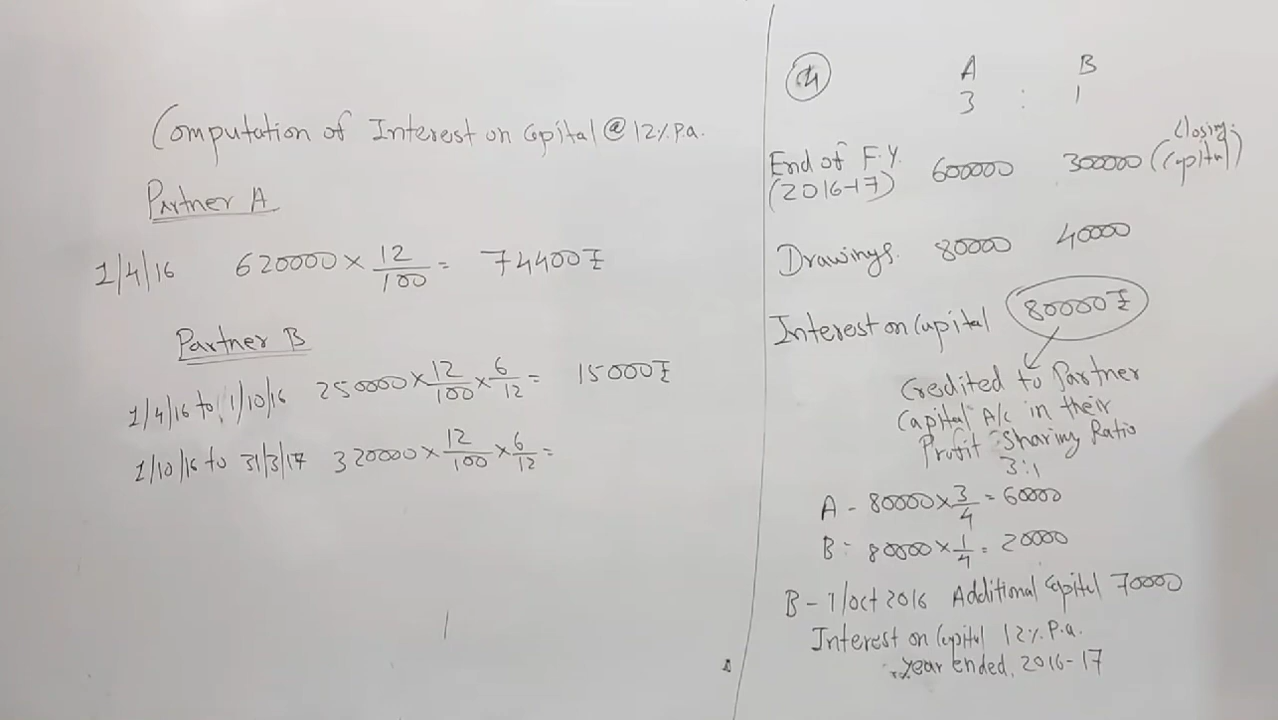 Computation of Interest on Capital @ 12% P.a.
Partner A
1/4/16 620000 × 12/100 = 74400₹
Partner B
1/4/16 to 1/10/16 250000 × 12/100 × 6/12 = 15000₹
1/10/16 to 31/3/17 320000 × 12/100 × 6/12 =
A B
3 : 1
End of F.Y. 600000 300000 (Closing
(2016-17) Capital)
Drawings. 80000 40000
Interest on Capital 80000₹
Credited to Partner
Capital A/c in their
Profit Sharing Ratio
3:1
A - 80000 × 3/4 = 60000
B : 80000 × 1/4 = 20000
B - 1/Oct 2016 Additional Capital 70000
Interest on Capital 12% P.a.
Year ended, 2016-17